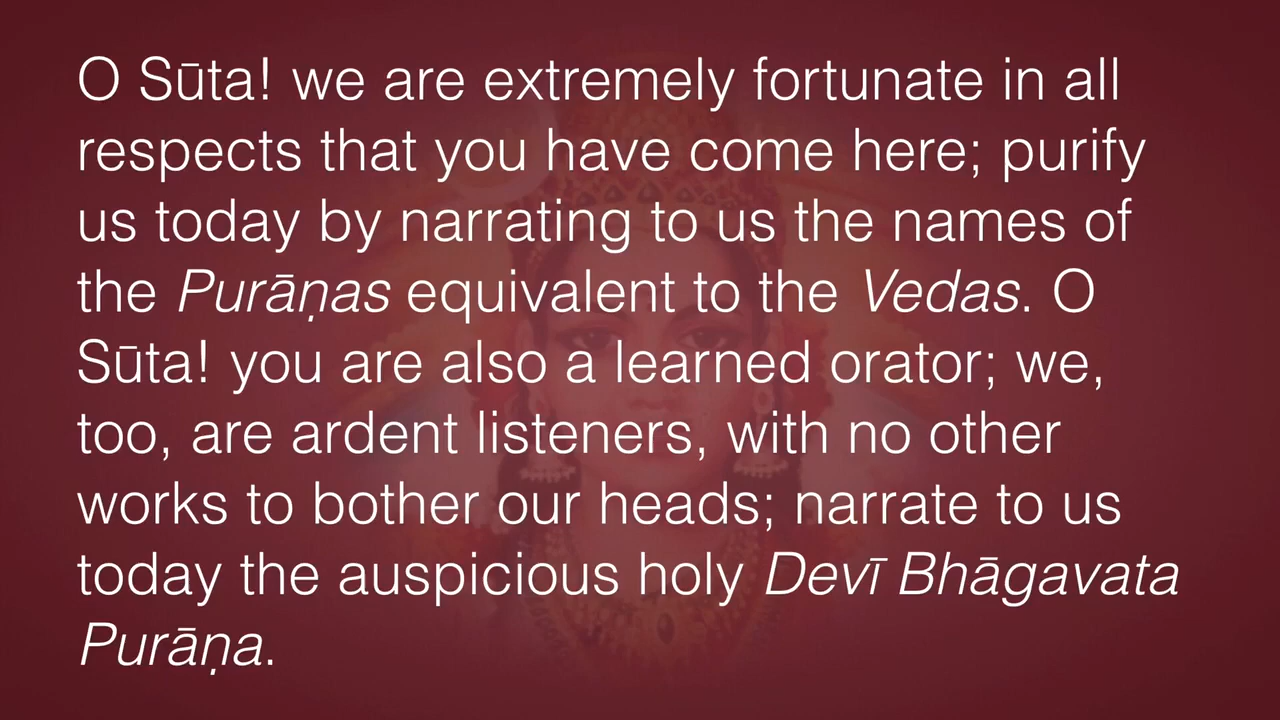 O Sūta! we are extremely fortunate in all
respects that you have come here; purify
us today by narrating to us the names of
the Purāṇas equivalent to the Vedas. O
Sūta! you are also a learned orator; we,
too, are ardent listeners, with no other
works to bother our heads; narrate to us
today the auspicious holy Devī Bhāgavata
Purāṇa.